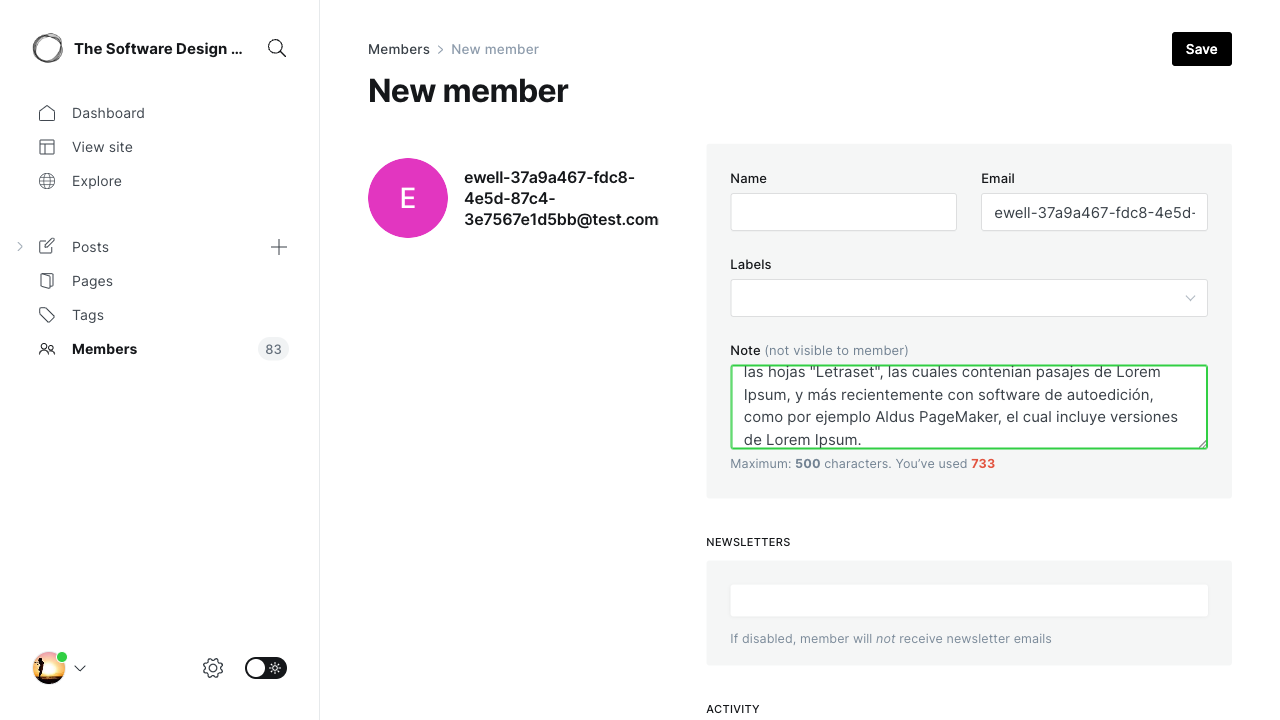 The Software Design ...
Dashboard
View site
Explore
Posts
Pages
Tags
Members
83
Members
New member
Save
New member
E
ewell-37a9a467-fdc8-
4e5d-87c4-
3e7567e1d5bb@test.com
Name
Email
ewell-37a9a467-fdc8-4e5d-
Labels
Note (not visible to member)
las hojas "Letraset", las cuales contenian pasajes de Lorem
Ipsum, y más recientemente con software de autoedición,
como por ejemplo Aldus PageMaker, el cual incluye versiones
de Lorem Ipsum.
Maximum: 500 characters. You've used 733
NEWSLETTERS
If disabled, member will not receive newsletter emails
ACTIVITY